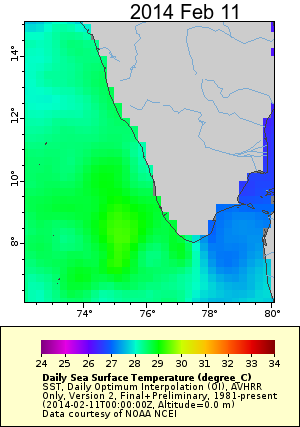 2014 Feb 11
14°
12°
10°
8°
74° 76° 78° 80°
24 25 26 27 28 29 30 31 32 33 34
Daily Sea Surface Temperature (degree_C)
SST, Daily Optimum Interpolation (OI), AVHRR
Only, Version 2, Final+Preliminary, 1981-present
(2014-02-11T00:00:00Z, Altitude=0.0 m)
Data courtesy of NOAA NCEI